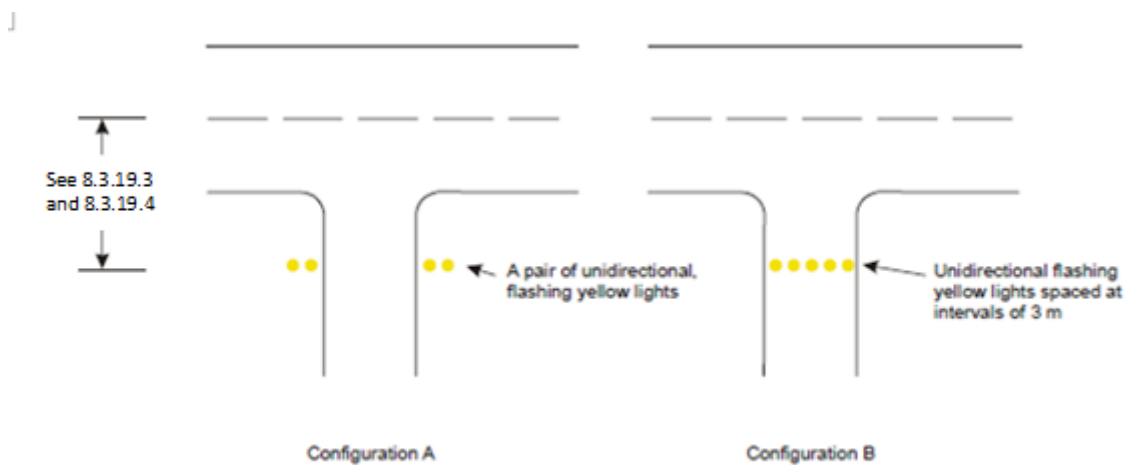 See 8.3.19.3
and 8.3.19.4
A pair of unidirectional,
flashing yellow lights
Unidirectional flashing
yellow lights spaced at
intervals of 3 m
Configuration A
Configuration B